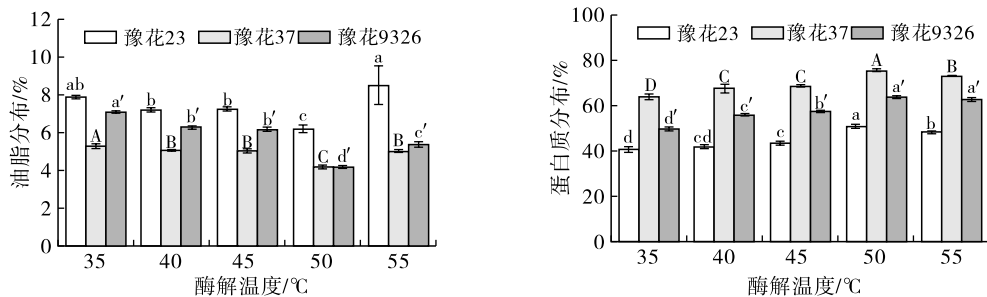 12
10
8
6
4
2
0
油脂分布/%
豫花23 豫花37 豫花9326
ab A a′
b B b′
b B b′
c C d′
a B c′
35 40 45 50 55
酶解温度/℃
100
80
60
40
20
0
蛋白质分布/%
豫花23 豫花37 豫花9326
d D d′
cd C c′
c C b′
a A a′
b B a′
35 40 45 50 55
酶解温度/℃